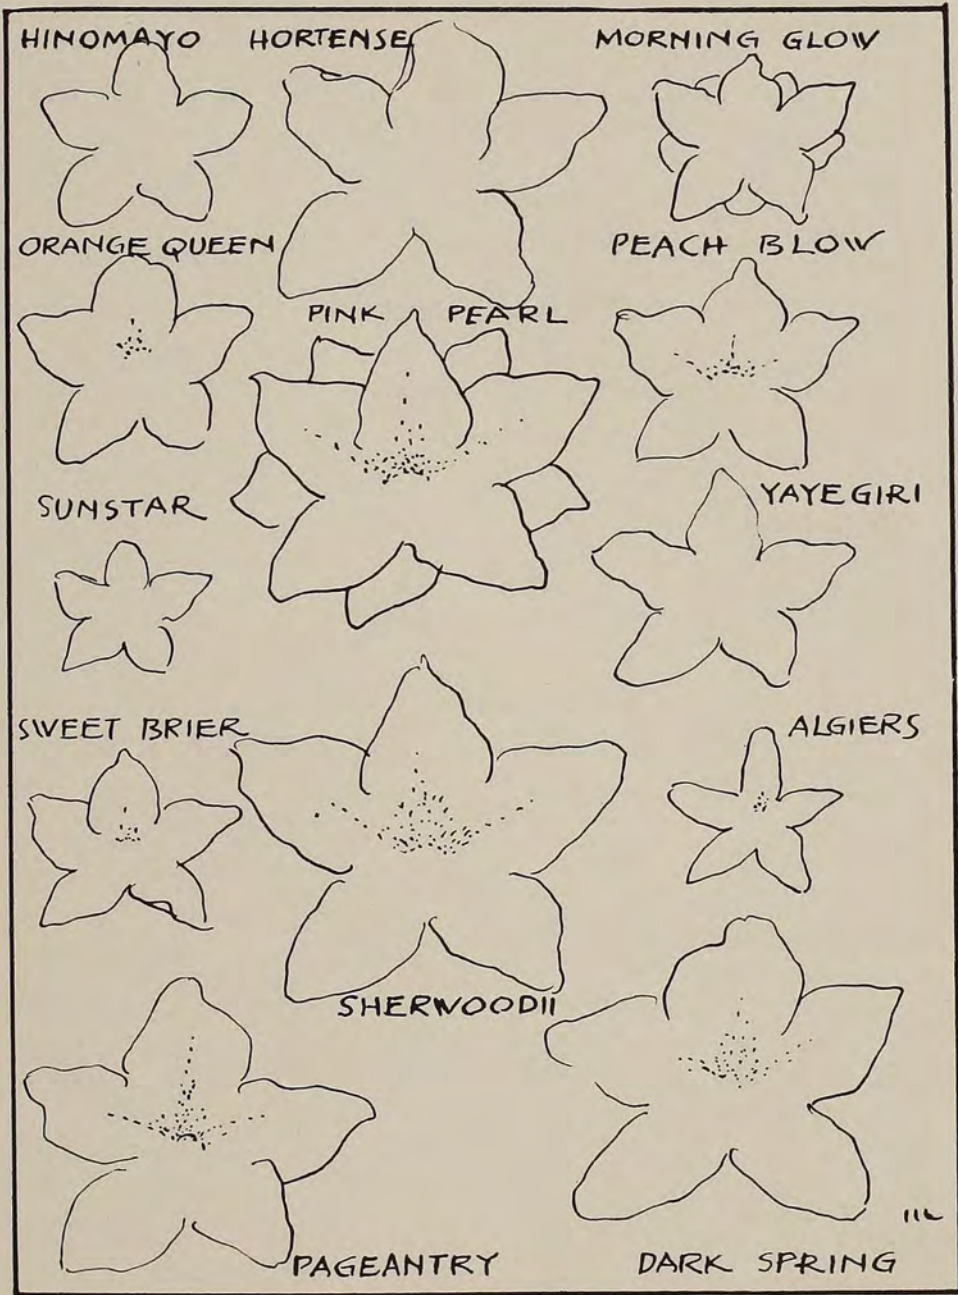 HINOMAYO HORTENSE MORNING GLOW
ORANGE QUEEN PEACH BLOW
PINK PEARL
SUNSTAR YAYEGIRI
SWEET BRIER ALGIERS
SHERWOODII
PAGEANTRY DARK SPRING